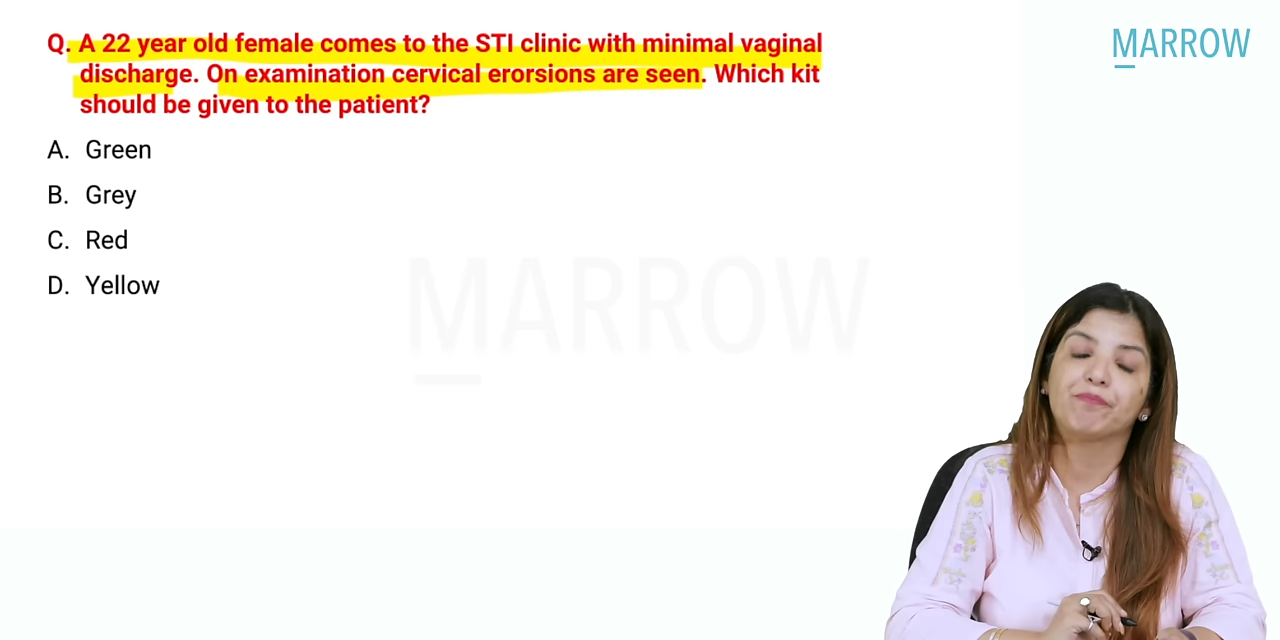 MARROW
Q. A 22 year old female comes to the STI clinic with minimal vaginal
discharge. On examination cervical erorsions are seen. Which kit
should be given to the patient?
A. Green
B. Grey
C. Red
D. Yellow
MARROW